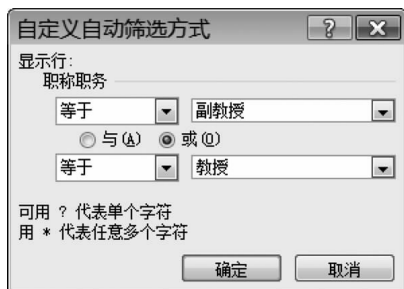 自定义自动筛选方式
显示行:
职称职务
等于 副教授
与(A) 或(O)
等于 教授
可用 ? 代表单个字符
用 * 代表任意多个字符
确定 取消